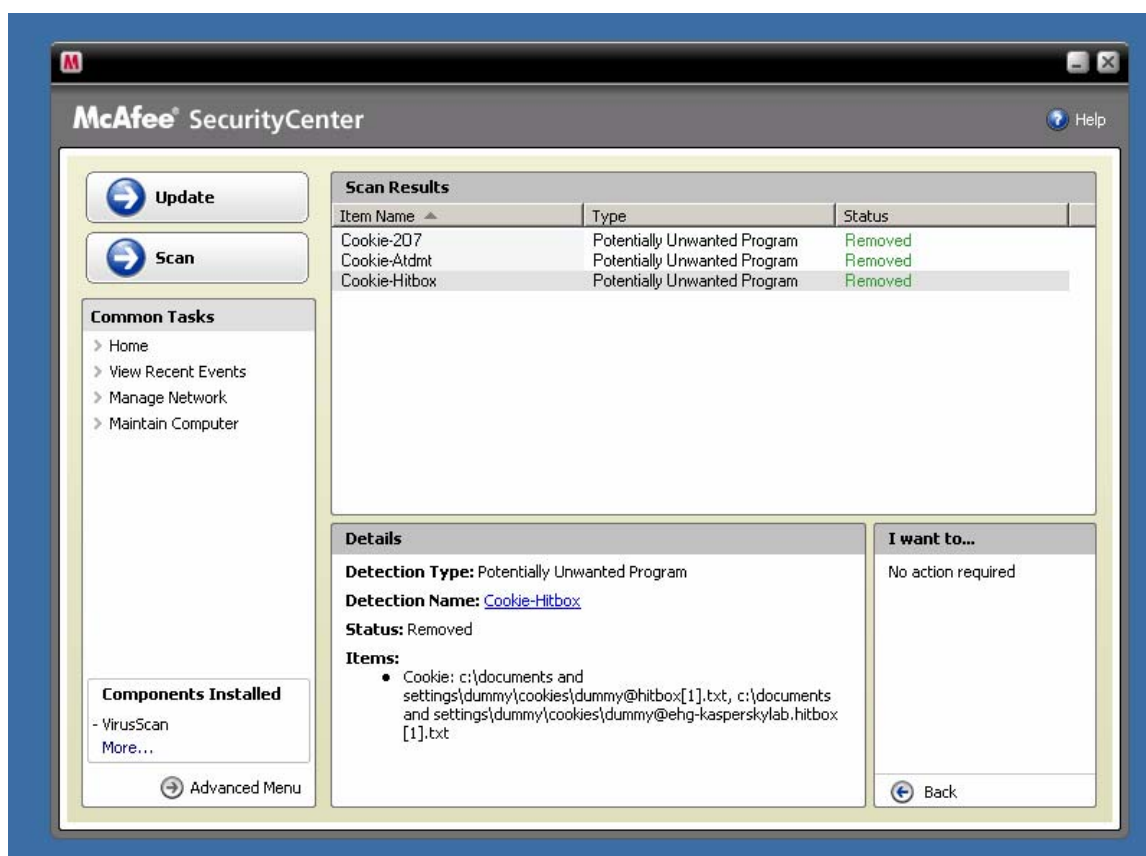 M
McAfee® SecurityCenter
? Help
Update
Scan
Common Tasks
Home
View Recent Events
Manage Network
Maintain Computer
Components Installed
- VirusScan
More...
Advanced Menu
Scan Results
Item Name Type Status
Cookie-2O7 Potentially Unwanted Program Removed
Cookie-Atdmt Potentially Unwanted Program Removed
Cookie-Hitbox Potentially Unwanted Program Removed
Details
Detection Type: Potentially Unwanted Program
Detection Name: Cookie-Hitbox
Status: Removed
Items:
• Cookie: c:\documents and
settings\dummy\cookies\dummy@hitbox[1].txt, c:\documents
and settings\dummy\cookies\dummy@ehg-kasperskylab.hitbox
[1].txt
I want to...
No action required
Back